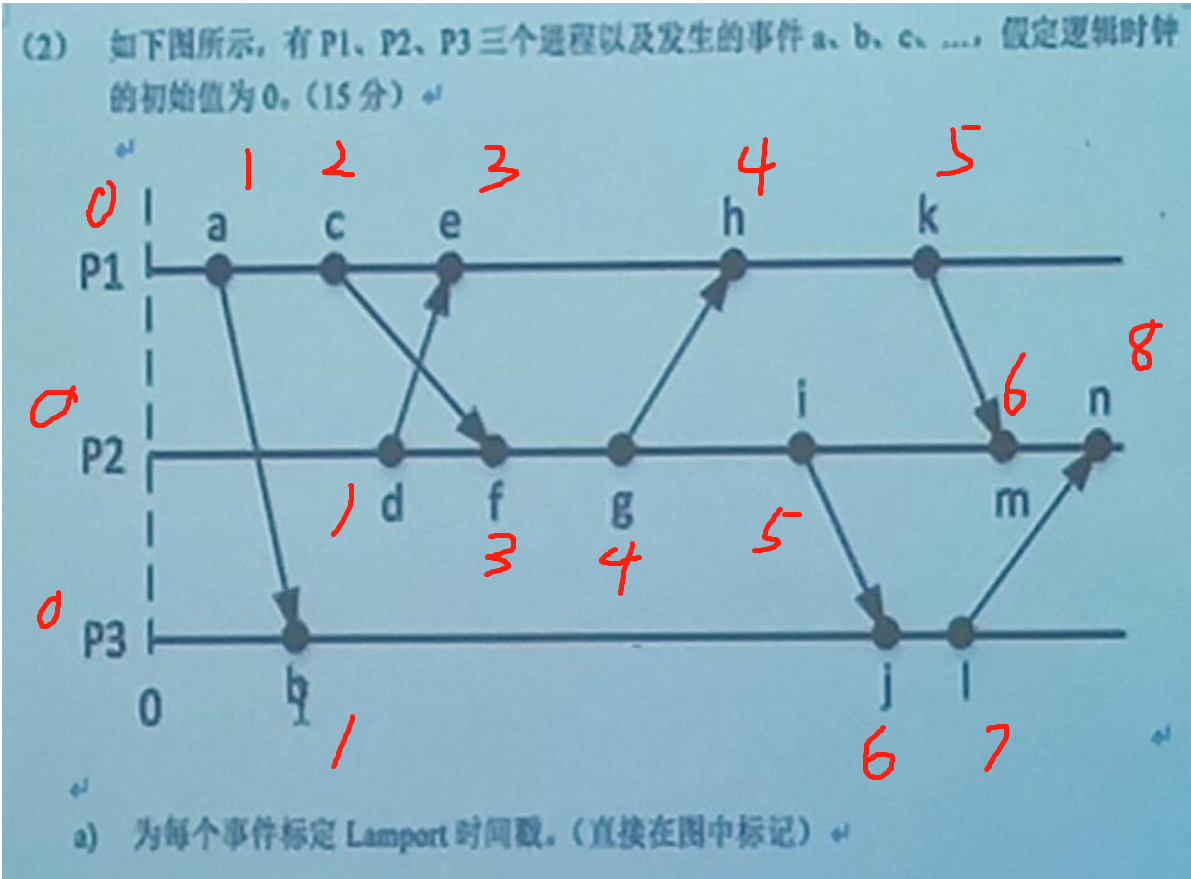 (2) 如下图所示，有 P1、P2、P3 三个进程以及发生的事件 a、b、c、…，假定逻辑时钟
的初始值为 0。（15 分）↵
↵
1 2 3 4 5
0 a c e h k
P1
8
0 6
i n
P2
1 d f g 5 m
3 4
0
P3
0 b j l
1 6 7
↵
↵
a) 为每个事件标定 Lamport 时间戳。（直接在图中标记）↵